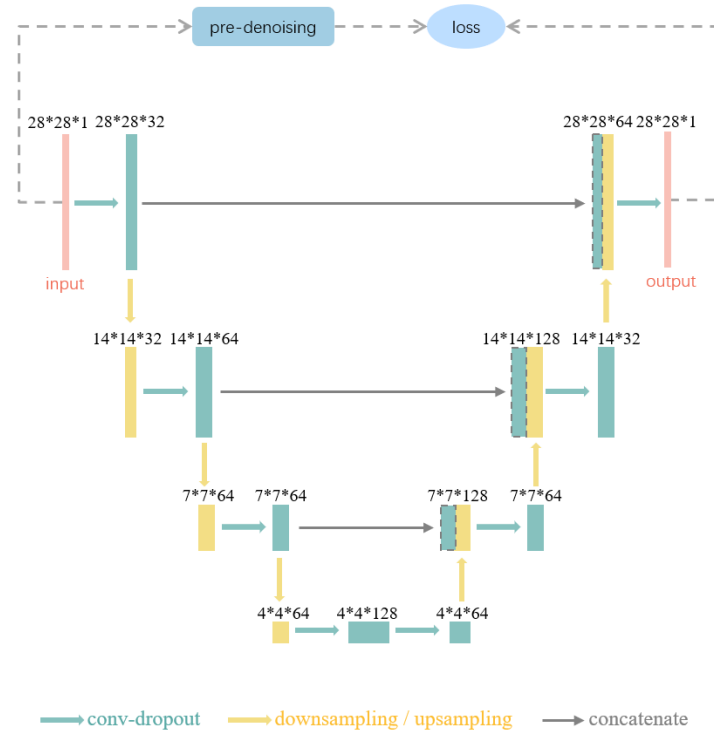 pre-denoising
loss
28*28*1
28*28*32
28*28*64
28*28*1
input
output
14*14*32
14*14*64
14*14*128
14*14*32
7*7*64
7*7*64
7*7*128
7*7*64
4*4*64
4*4*128
4*4*64
conv-dropout
downsampling / upsampling
concatenate